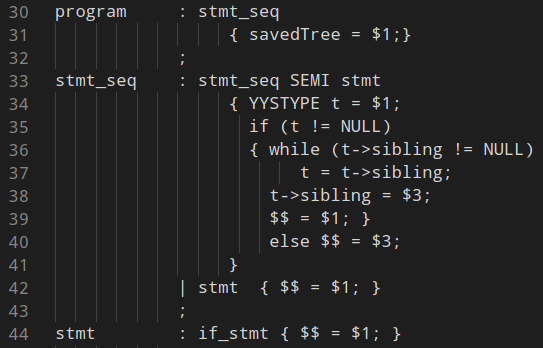 30 program : stmt_seq
31 { savedTree = $1;}
32 ;
33 stmt_seq : stmt_seq SEMI stmt
34 { YYSTYPE t = $1;
35 if (t != NULL)
36 { while (t->sibling != NULL)
37 t = t->sibling;
38 t->sibling = $3;
39 $$ = $1; }
40 else $$ = $3;
41 }
42 | stmt { $$ = $1; }
43 ;
44 stmt : if_stmt { $$ = $1; }